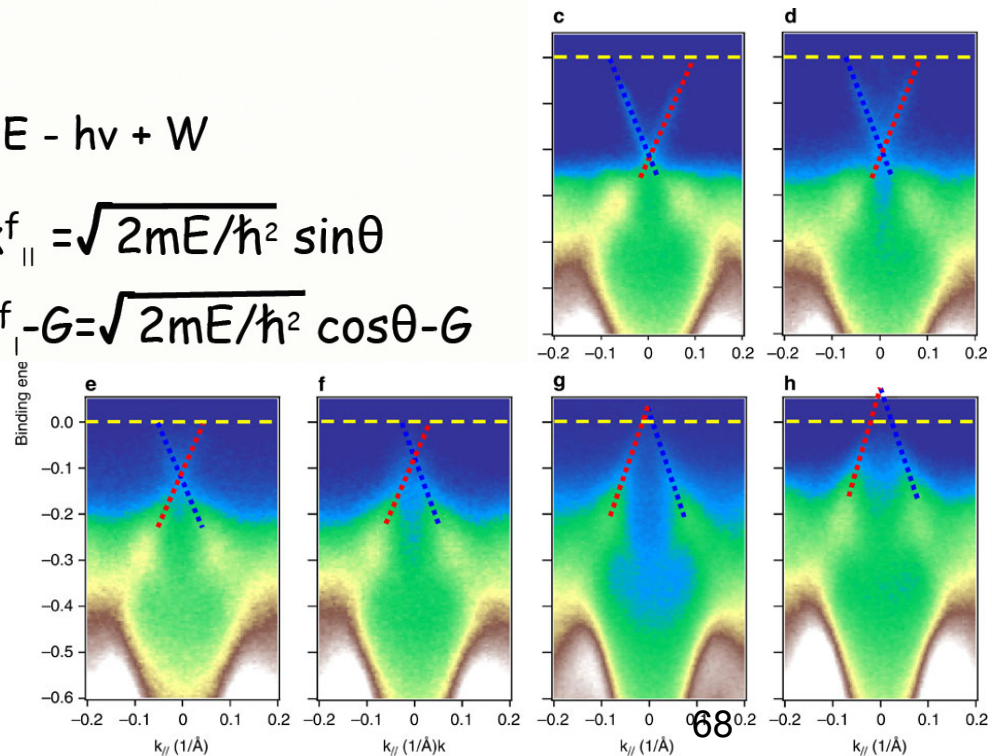 E - hν + W
f || =√ 2mE/ħ² sinθ
f | -G=√ 2mE/ħ² cosθ-G
c
d
−0.2 −0.1 0 0.1 0.2
−0.2 −0.1 0 0.1 0.2
e
f
g
h
Binding ene
0.0
−0.1
−0.2
−0.3
−0.4
−0.5
−0.6
−0.2 −0.1 0 0.1 0.2
−0.2 −0.1 0 0.1 0.2
−0.2 −0.1 0 0.2
−0.2 −0.1 0 0.1 0.2
68
k// (1/Å)
k// (1/Å)k
k// (1/Å)
k// (1/Å)